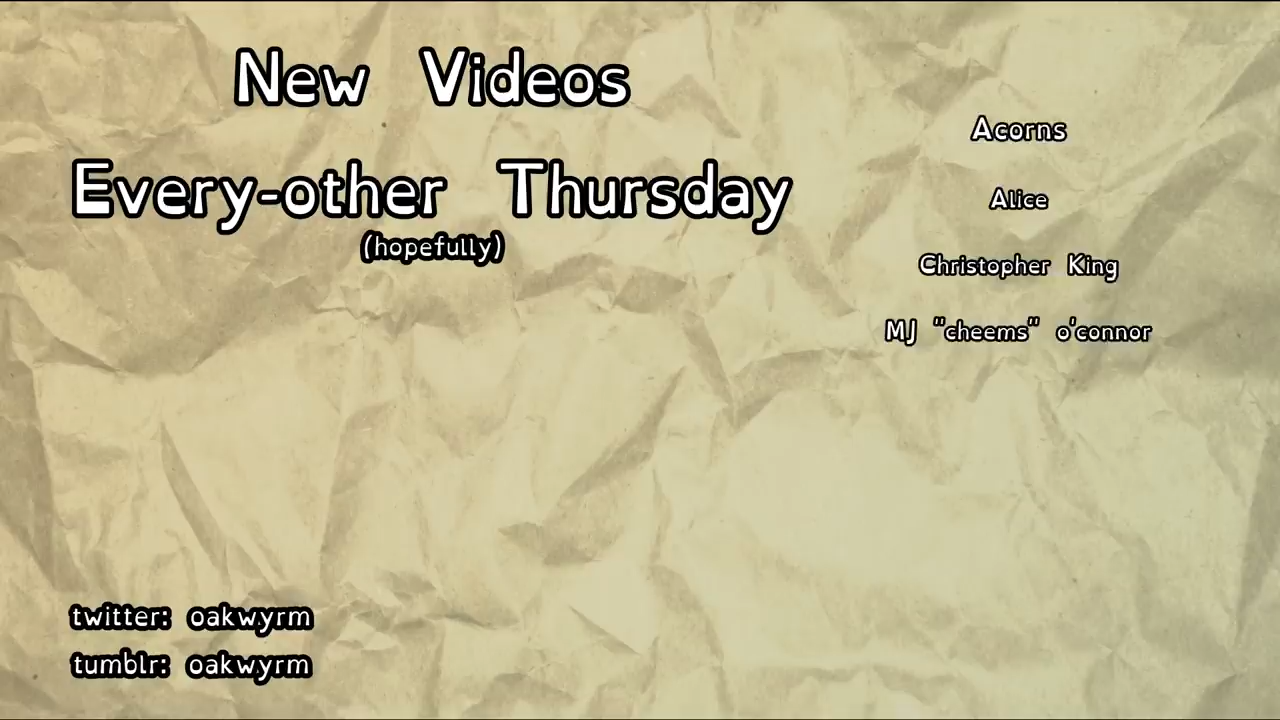 New Videos
Every-other Thursday
(hopefully)
Acorns
Alice
Christopher King
MJ "cheems" o'connor
twitter: oakwyrm
tumblr: oakwyrm